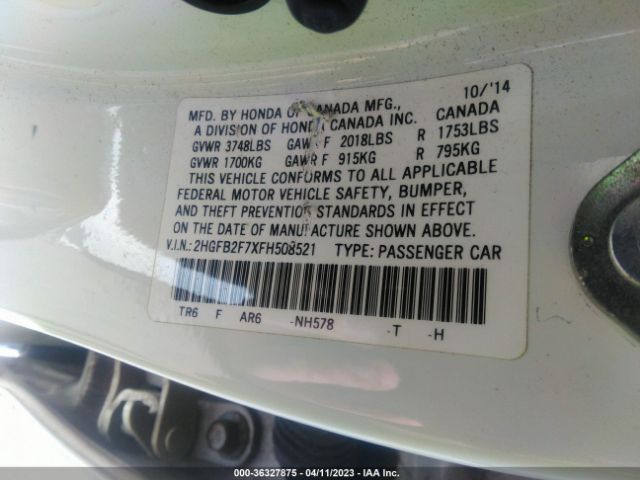 10/'14
MFD. BY HONDA OF CANADA MFG., CANADA
A DIVISION OF HONDA CANADA INC.
GVWR 3748LBS GAWR F 2018LBS R 1753LBS
GVWR 1700KG GAWR F 915KG R 795KG
THIS VEHICLE CONFORMS TO ALL APPLICABLE
FEDERAL MOTOR VEHICLE SAFETY, BUMPER,
AND THEFT PREVENTION STANDARDS IN EFFECT
ON THE DATE OF MANUFACTURE SHOWN ABOVE.
V.I.N.: 2HGFB2F7XFH508521 TYPE: PASSENGER CAR
TR6 F AR6 -NH578 -T -H
000-36327875 - 04/11/2023 - IAA Inc.